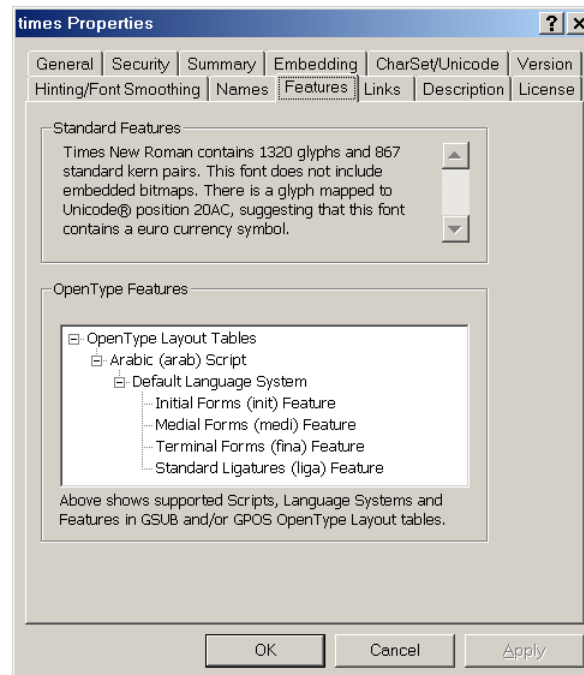 times Properties
?
General Security Summary Embedding CharSet/Unicode Version
Hinting/Font Smoothing Names Features Links Description License
Standard Features
Times New Roman contains 1320 glyphs and 867
standard kern pairs. This font does not include
embedded bitmaps. There is a glyph mapped to
Unicode® position 20AC, suggesting that this font
contains a euro currency symbol.
OpenType Features
OpenType Layout Tables
Arabic (arab) Script
Default Language System
Initial Forms (init) Feature
Medial Forms (medi) Feature
Terminal Forms (fina) Feature
Standard Ligatures (liga) Feature
Above shows supported Scripts, Language Systems and
Features in GSUB and/or GPOS OpenType Layout tables.
OK Cancel Apply